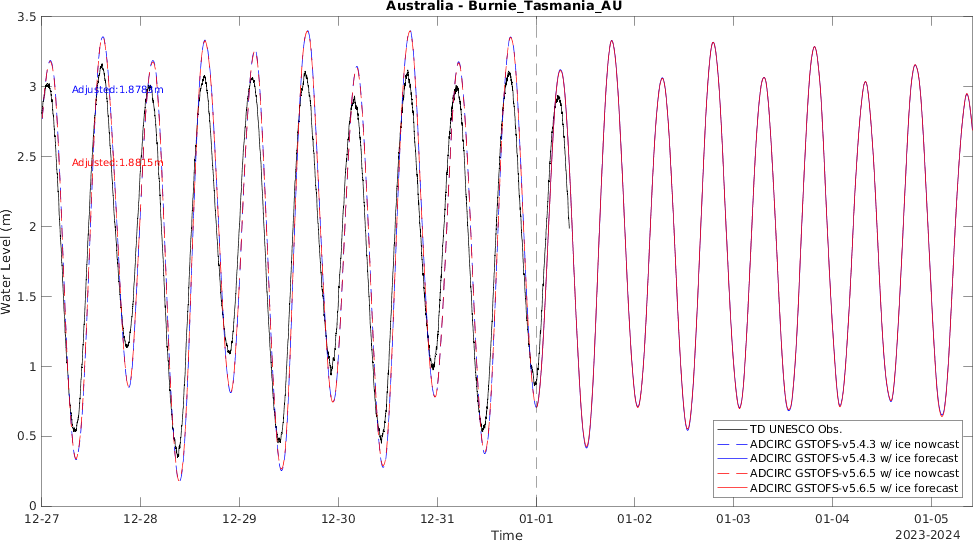 Australia - Burnie_Tasmania_AU
3.5
3
2.5
2
1.5
1
0.5
0
Water Level (m)
Adjusted:1.8815m
TD UNESCO Obs.
ADCIRC GSTOFS-v5.4.3 w/ ice nowcast
ADCIRC GSTOFS-v5.4.3 w/ ice forecast
ADCIRC GSTOFS-v5.6.5 w/ ice nowcast
ADCIRC GSTOFS-v5.6.5 w/ ice forecast
12-27 12-28 12-29 12-30 12-31 01-01 01-02 01-03 01-04 01-05
Time
2023-2024